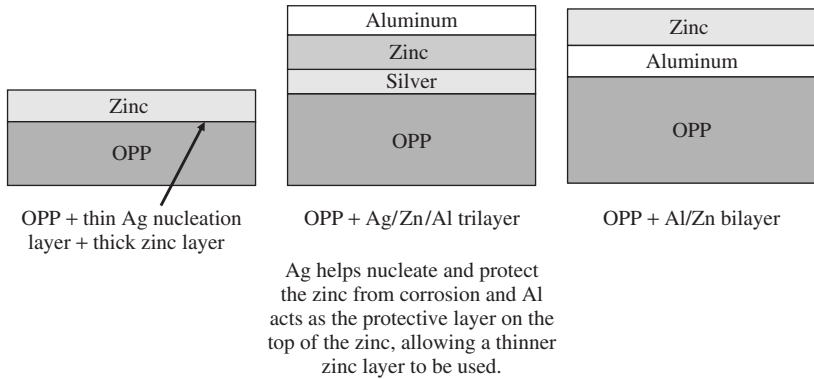 Zinc
OPP
OPP + thin Ag nucleation
layer + thick zinc layer
Aluminum
Zinc
Silver
OPP
OPP + Ag/Zn/Al trilayer
Ag helps nucleate and protect
the zinc from corrosion and Al
acts as the protective layer on the
top of the zinc, allowing a thinner
zinc layer to be used.
Zinc
Aluminum
OPP
OPP + Al/Zn bilayer